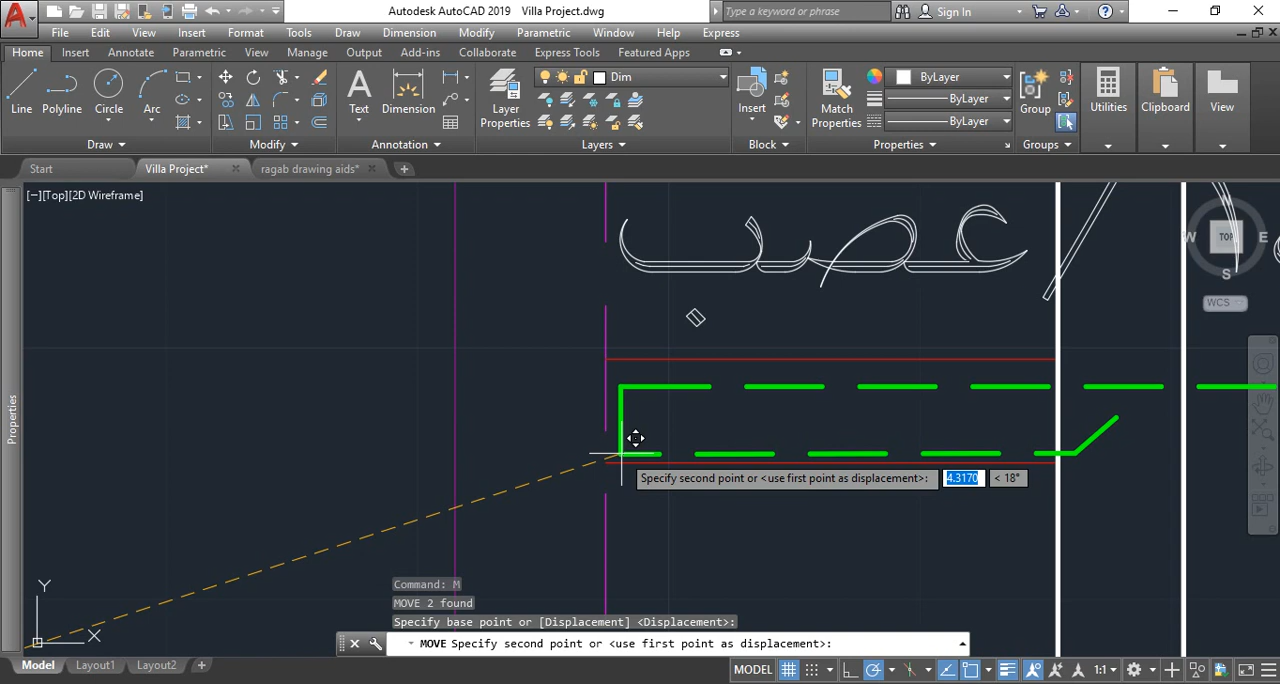 Autodesk AutoCAD 2019 Villa Project.dwg
Type a keyword or phrase
Sign In
File Edit View Insert Format Tools Draw Dimension Modify Parametric Window Help Express
Home Insert Annotate Parametric View Manage Output Add-ins Collaborate Express Tools Featured Apps
Line Polyline Circle Arc
Text Dimension
Layer Properties
Dim
Insert
Match Properties
ByLayer
ByLayer
ByLayer
Group
Utilities
Clipboard
View
Draw Modify Annotation Layers Block Properties Groups
Start Villa Project* ragab drawing aids*
[−][Top][2D Wireframe]
N
W TOP E
S
WCS
Properties
Specify second point or <use first point as displacement>: 4.3170 < 18°
Y
X
Command: M
MOVE 2 found
Specify base point or [Displacement] <Displacement>:
MOVE Specify second point or <use first point as displacement>:
Model Layout1 Layout2
MODEL 1:1